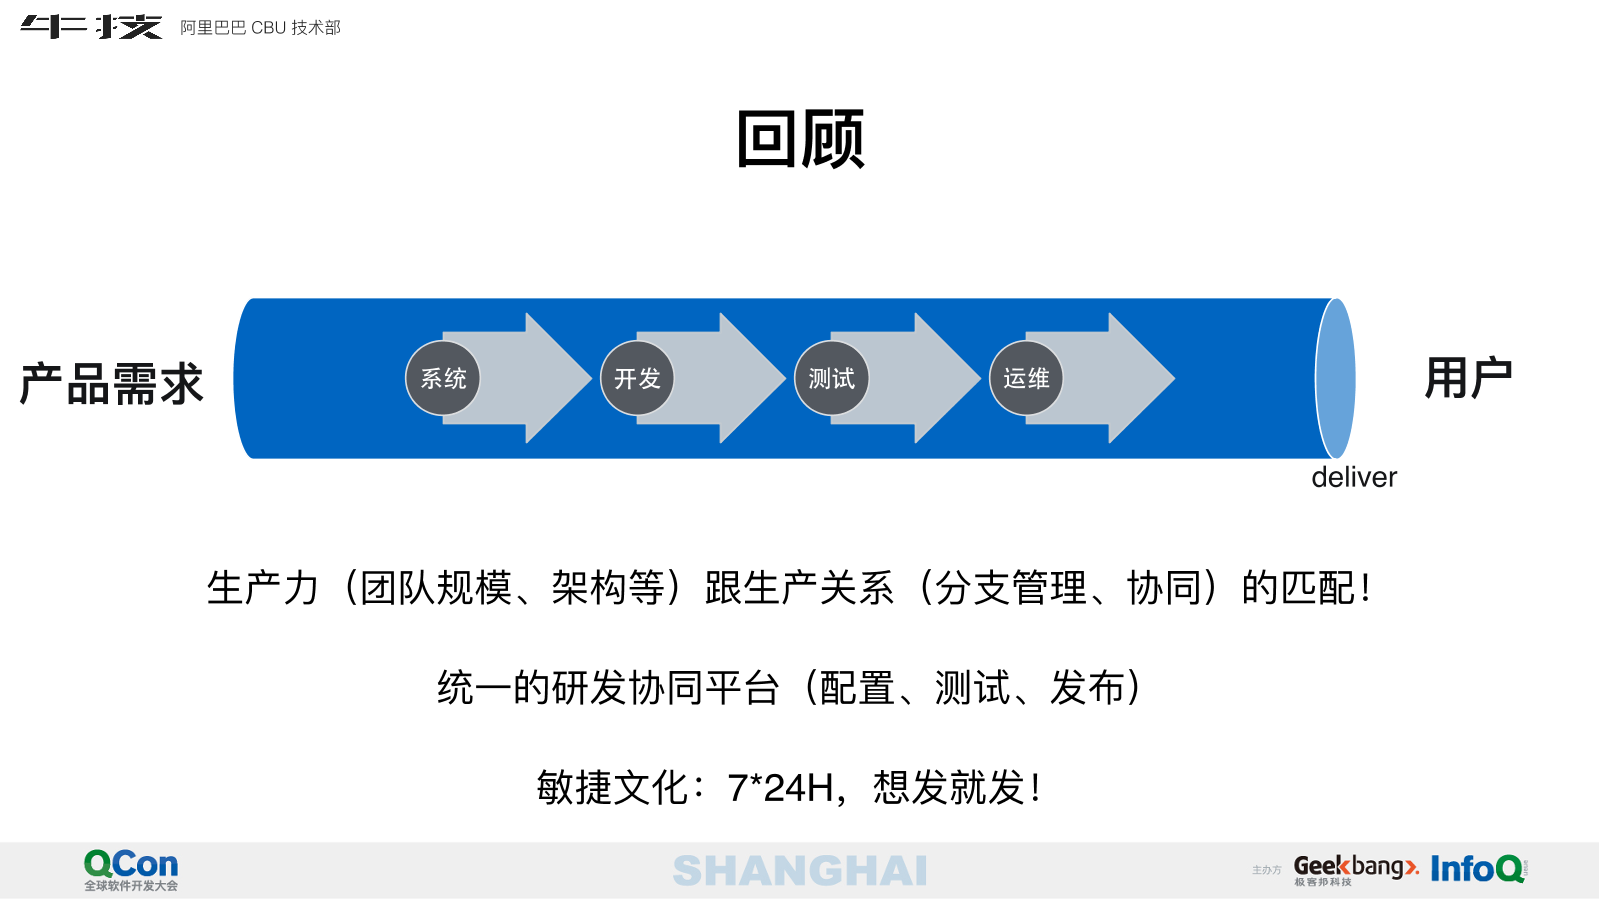 牛技 阿里巴巴 CBU 技术部
回顾
产品需求
系统
开发
测试
运维
用户
deliver
生产力（团队规模、架构等）跟生产关系（分支管理、协同）的匹配！
统一的研发协同平台（配置、测试、发布）
敏捷文化：7*24H，想发就发！
QCon
全球软件开发大会
SHANGHAI
主办方
Geekbang>.
极客邦科技
InfoQ